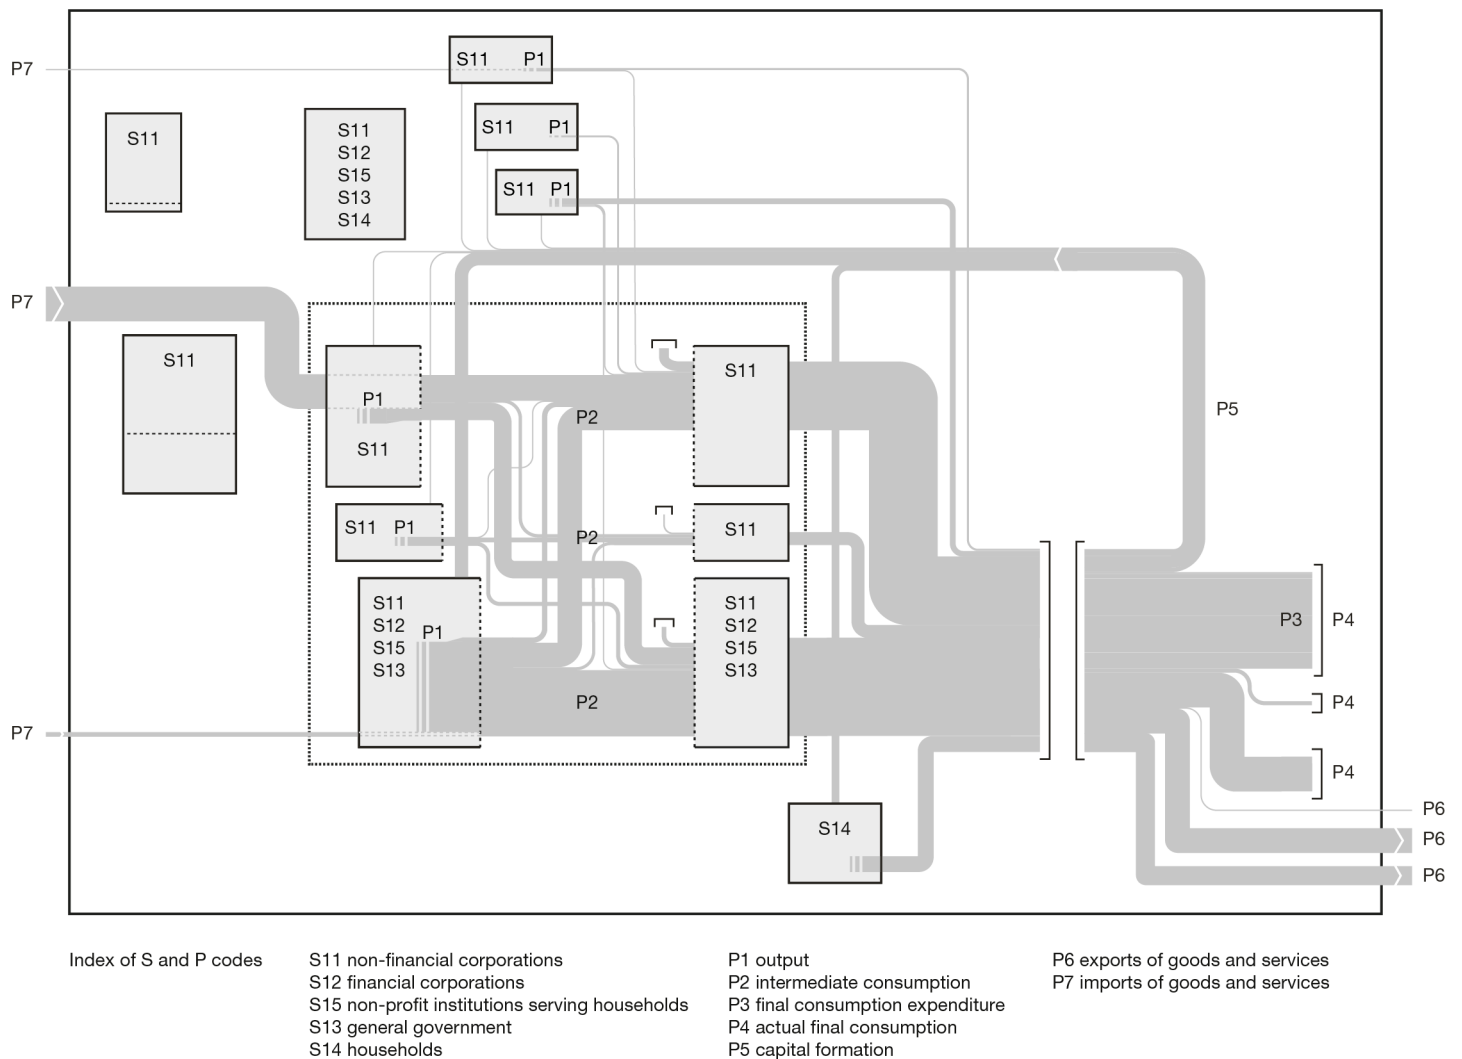 P7
S11 P1
S11 P1
S11
S11
S12
S15
S13
S14
S11 P1
P7
S11
P1
S11
P2
S11
P5
S11 P1
P2
S11
S11
S12
S15
S13
P1
P2
S11
S12
S15
S13
P3
P4
P4
P7
P4
P6
P6
P6
S14
Index of S and P codes
S11 non-financial corporations
S12 financial corporations
S15 non-profit institutions serving households
S13 general government
S14 households
P1 output
P2 intermediate consumption
P3 final consumption expenditure
P4 actual final consumption
P5 capital formation
P6 exports of goods and services
P7 imports of goods and services